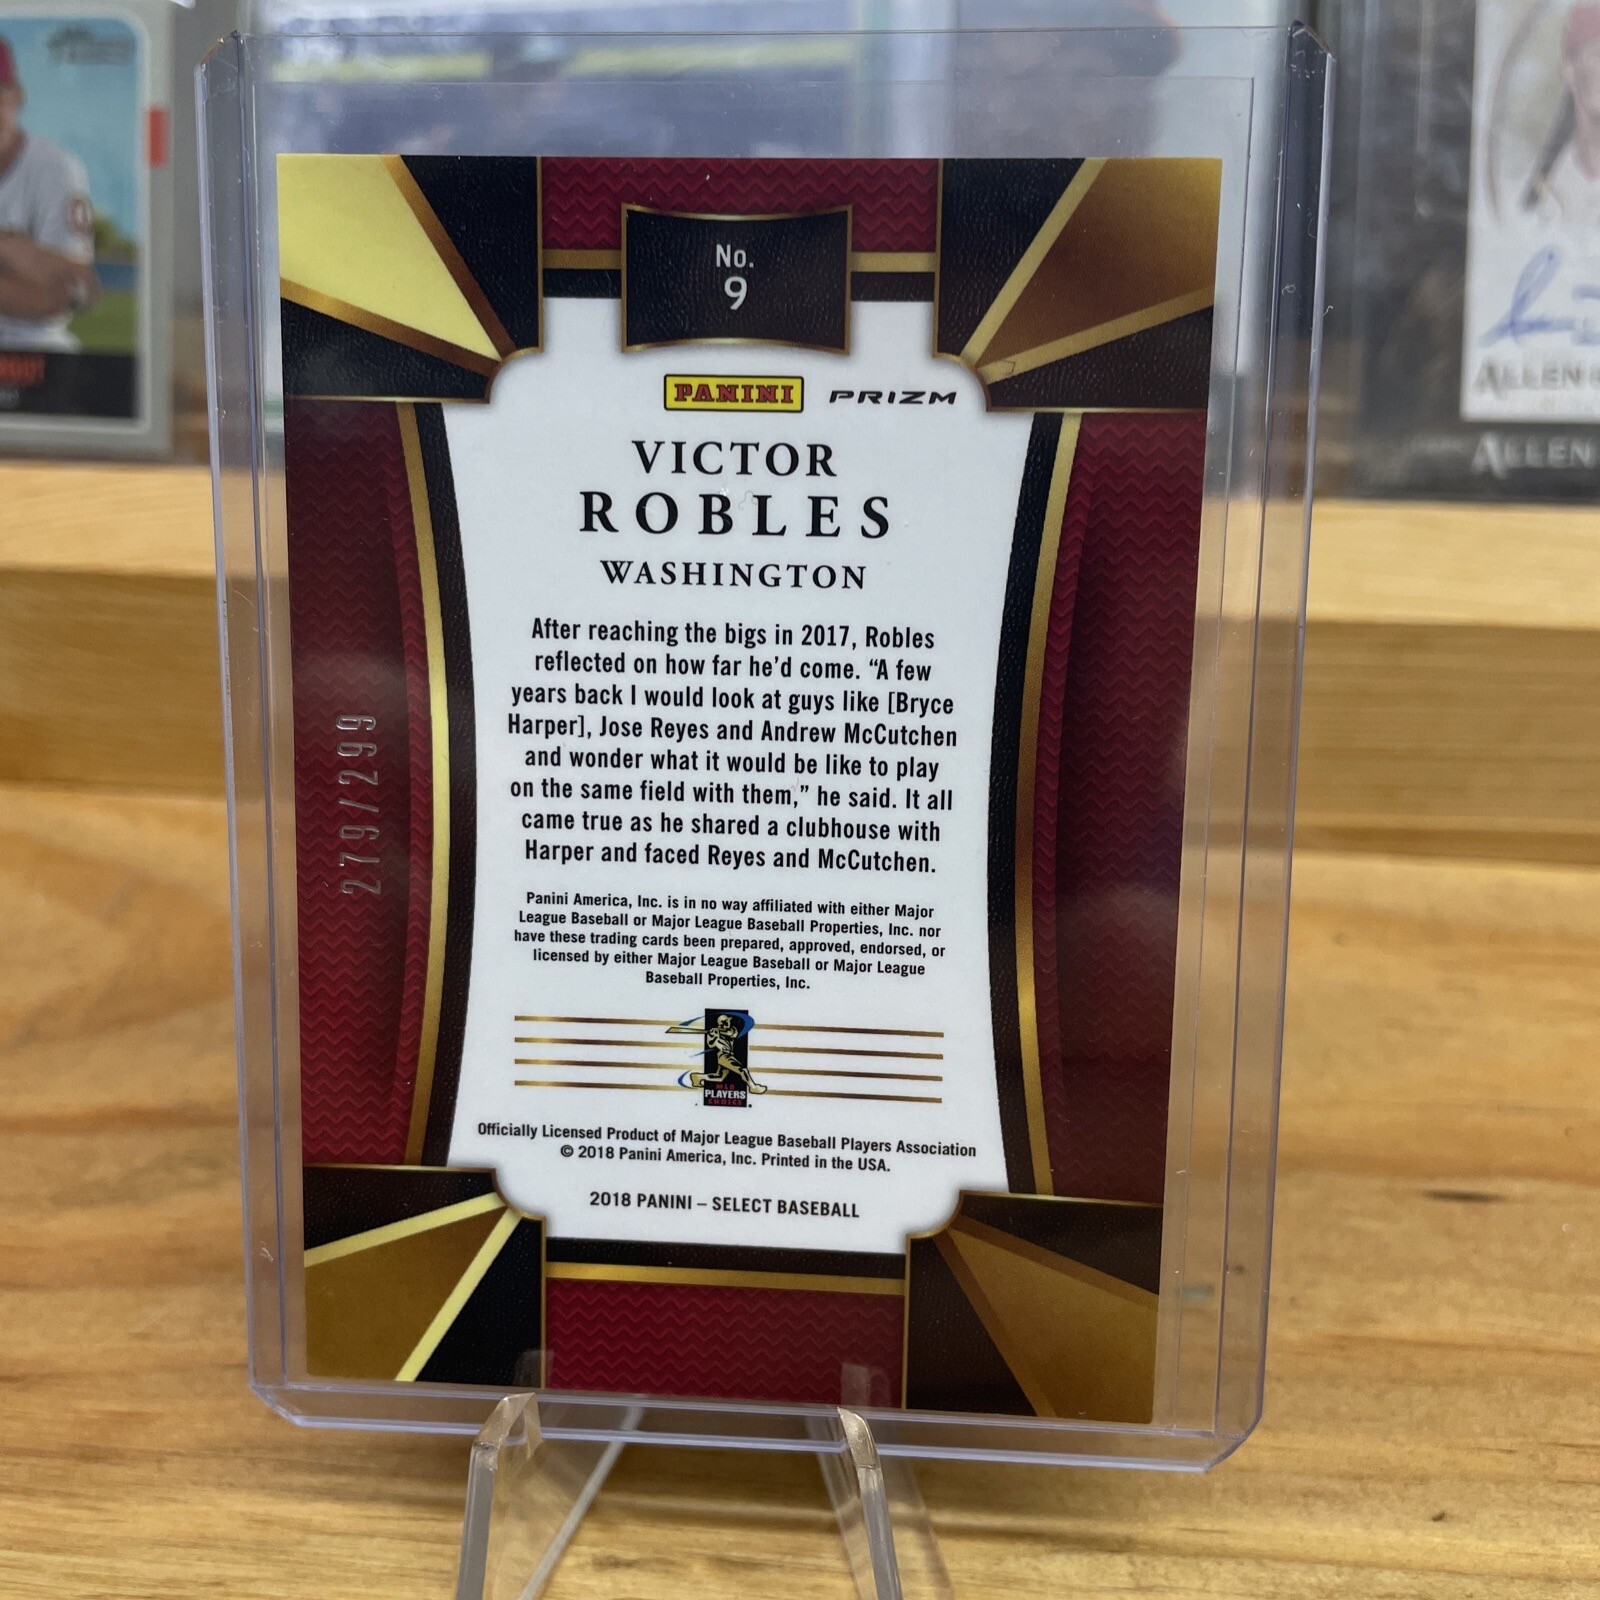 No.
9
PANINI PRIZM
VICTOR
ROBLES
WASHINGTON
After reaching the bigs in 2017, Robles
reflected on how far he'd come. “A few
years back I would look at guys like [Bryce
Harper], Jose Reyes and Andrew McCutchen
and wonder what it would be like to play
on the same field with them,” he said. It all
came true as he shared a clubhouse with
Harper and faced Reyes and McCutchen.
279/299
Panini America, Inc. is in no way affiliated with either Major
League Baseball or Major League Baseball Properties, Inc. nor
have these trading cards been prepared, approved, endorsed, or
licensed by either Major League Baseball or Major League
Baseball Properties, Inc.
MLB
PLAYERS
CHOICE
Officially Licensed Product of Major League Baseball Players Association
© 2018 Panini America, Inc. Printed in the USA.
2018 PANINI – SELECT BASEBALL
ALLEN
ALLEN